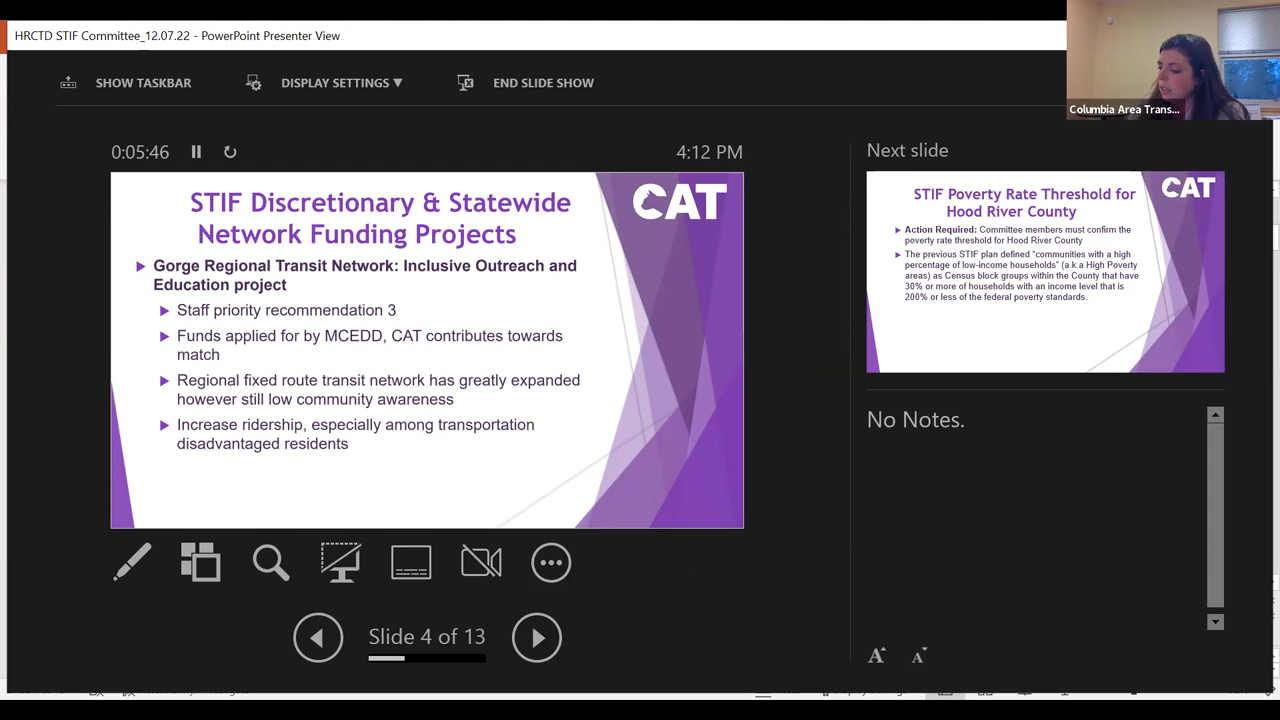 HRCTD STIF Committee_12.07.22 - PowerPoint Presenter View
Columbia Area Trans...
SHOW TASKBAR
DISPLAY SETTINGS ▼
END SLIDE SHOW
0:05:46
4:12 PM
STIF Discretionary & Statewide
Network Funding Projects
CAT
Gorge Regional Transit Network: Inclusive Outreach and
Education project
Staff priority recommendation 3
Funds applied for by MCEDD, CAT contributes towards
match
Regional fixed route transit network has greatly expanded
however still low community awareness
Increase ridership, especially among transportation
disadvantaged residents
Slide 4 of 13
Next slide
STIF Poverty Rate Threshold for
Hood River County
CAT
Action Required: Committee members must confirm the
poverty rate threshold for Hood River County
The previous STIF plan defined "communities with a high
percentage of low-income households" (a.k.a High Poverty
areas) as Census block groups within the County that have
30% or more of households with an income level that is
200% or less of the federal poverty standards.
No Notes.
A A